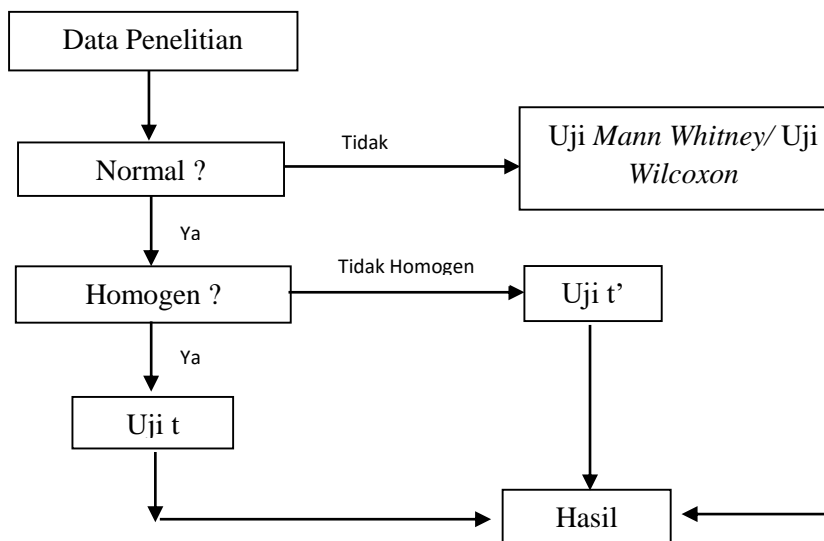 Data Penelitian
Tidak
Normal ?
Uji Mann Whitney/ Uji
Wilcoxon
Ya
Tidak Homogen
Homogen ?
Uji t’
Ya
Uji t
Hasil